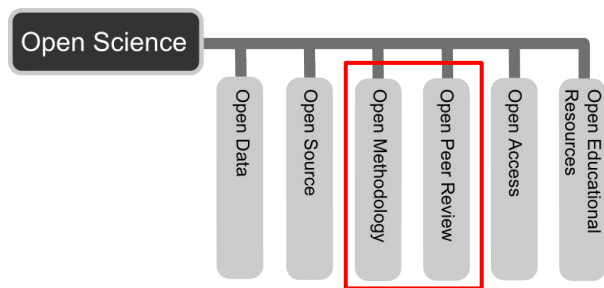 Open Science
Open Data
Open Source
Open Methodology
Open Peer Review
Open Access
Open Educational
Resources